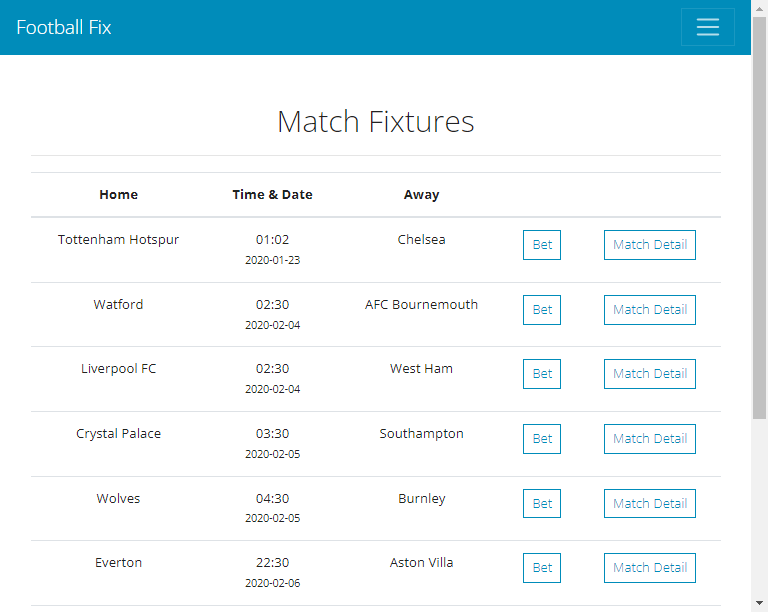 Football Fix
Match Fixtures
Home Time & Date Away
Tottenham Hotspur 01:02 Chelsea Bet Match Detail
2020-01-23
Watford 02:30 AFC Bournemouth Bet Match Detail
2020-02-04
Liverpool FC 02:30 West Ham Bet Match Detail
2020-02-04
Crystal Palace 03:30 Southampton Bet Match Detail
2020-02-05
Wolves 04:30 Burnley Bet Match Detail
2020-02-05
Everton 22:30 Aston Villa Bet Match Detail
2020-02-06